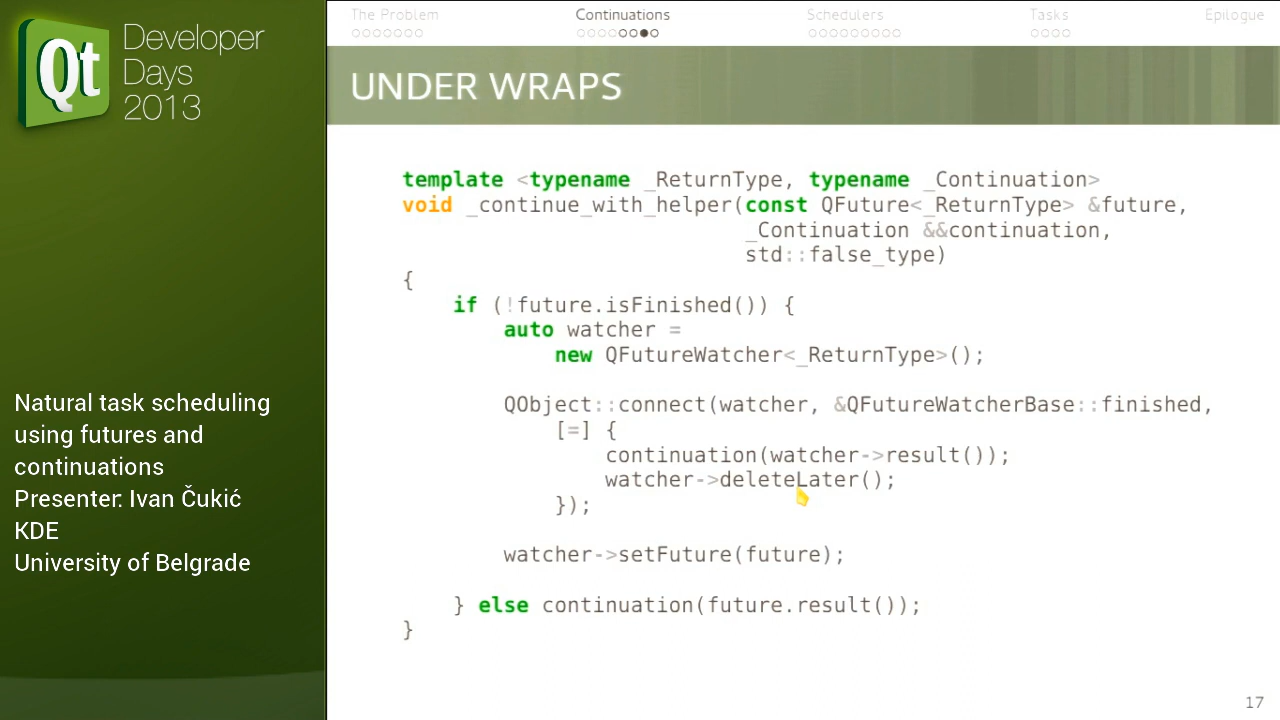 Qt Developer
Days
2013
Natural task scheduling
using futures and
continuations
Presenter: Ivan Čukić
KDE
University of Belgrade
The Problem Continuations Schedulers Tasks Epilogue
UNDER WRAPS
template <typename _ReturnType, typename _Continuation>
void _continue_with_helper(const QFuture<_ReturnType> &future,
                           _Continuation &&continuation,
                           std::false_type)
{
    if (!future.isFinished()) {
        auto watcher =
            new QFutureWatcher<_ReturnType>();
        QObject::connect(watcher, &QFutureWatcherBase::finished,
            [=] {
                continuation(watcher->result());
                watcher->deleteLater();
            });
        watcher->setFuture(future);
    } else continuation(future.result());
}
17